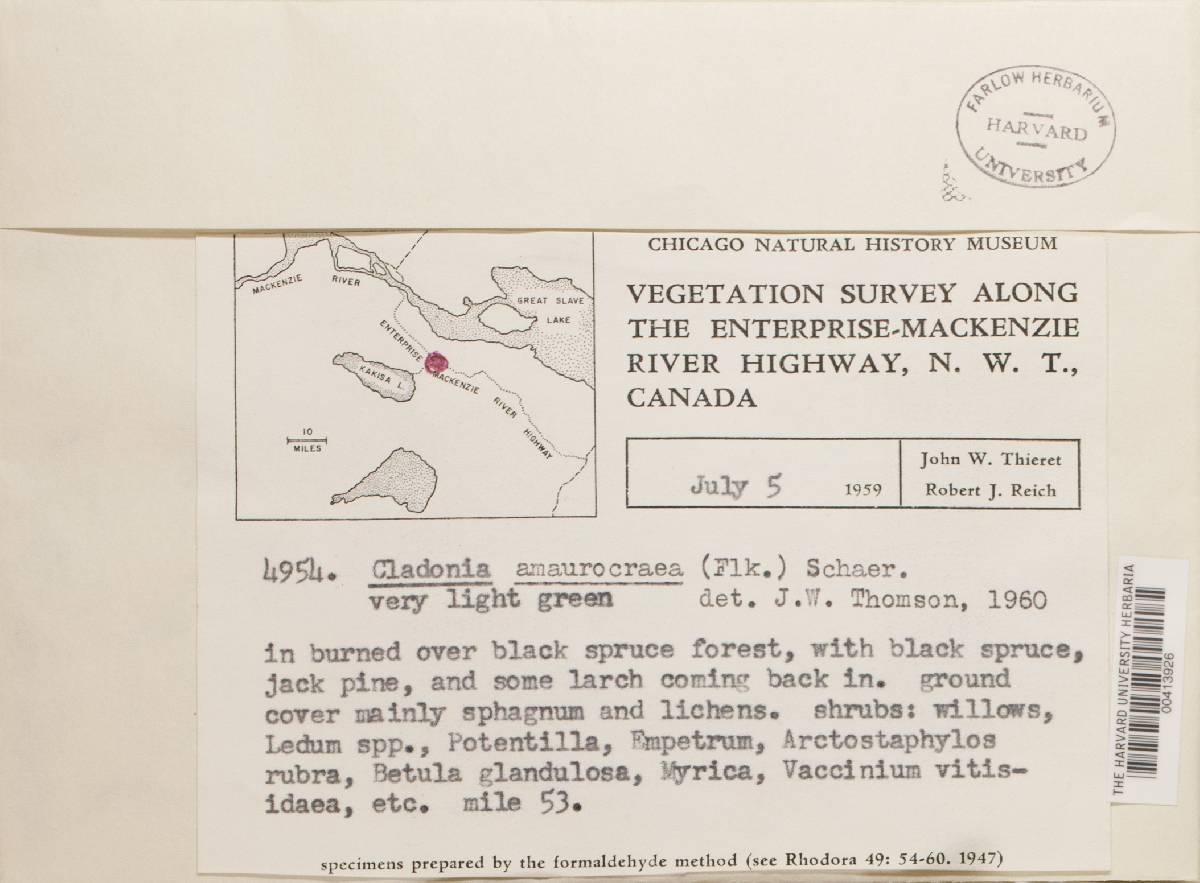 FARLOW HERBARIUM
HARVARD
UNIVERSITY
CHICAGO NATURAL HISTORY MUSEUM
VEGETATION SURVEY ALONG
THE ENTERPRISE-MACKENZIE
RIVER HIGHWAY, N. W. T.,
CANADA
MACKENZIE RIVER
GREAT SLAVE
LAKE
ENTERPRISE MACKENZIE RIVER HIGHWAY
KAKISA L.
10
MILES
July 5 1959
John W. Thieret
Robert J. Reich
4954. Cladonia amaurocraea (Flk.) Schaer.
very light green det. J.W. Thomson, 1960
in burned over black spruce forest, with black spruce,
jack pine, and some larch coming back in. ground
cover mainly sphagnum and lichens. shrubs: willows,
Ledum spp., Potentilla, Empetrum, Arctostaphylos
rubra, Betula glandulosa, Myrica, Vaccinium vitis-
idaea, etc. mile 53.
specimens prepared by the formaldehyde method (see Rhodora 49: 54-60. 1947)
THE HARVARD UNIVERSITY HERBARIA
00413926